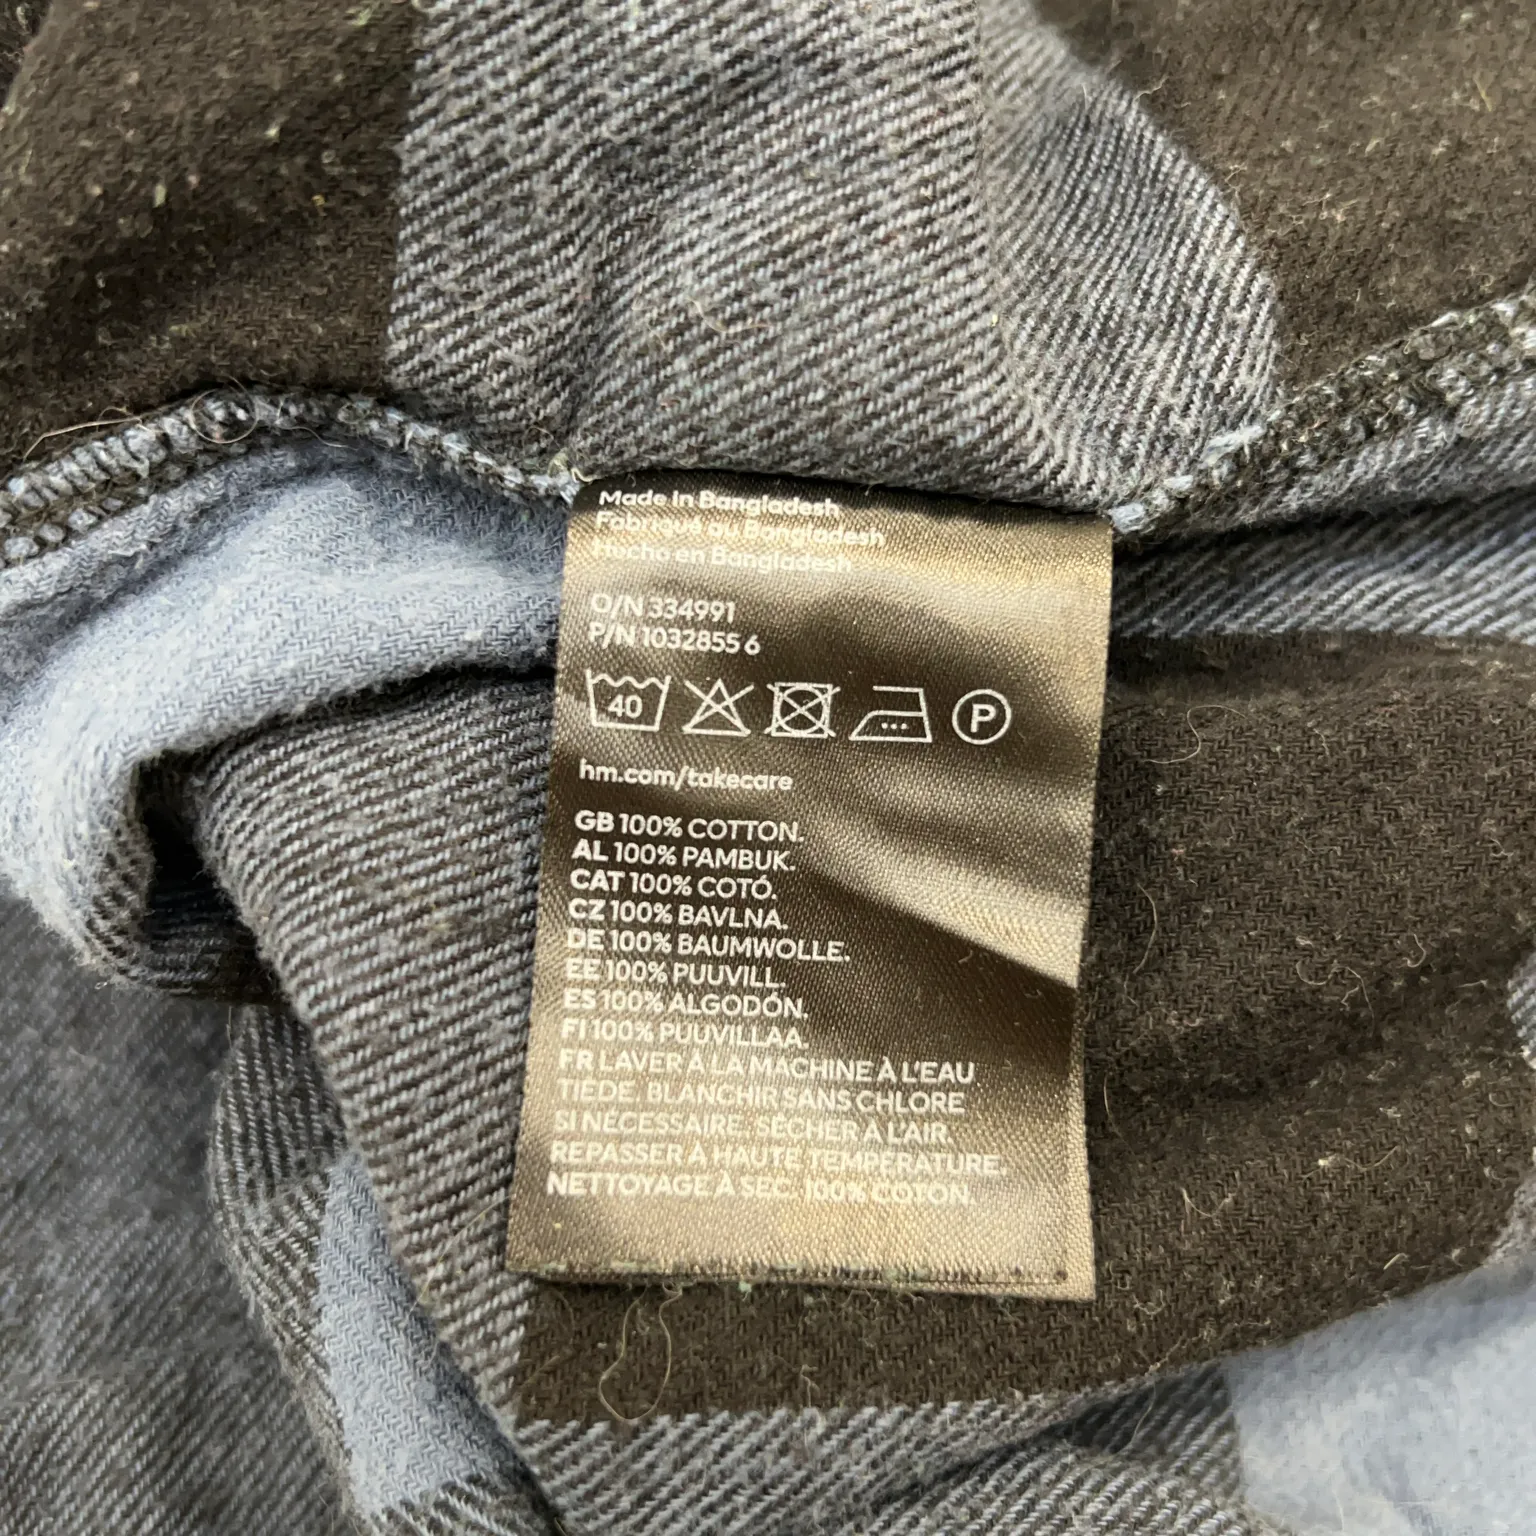 Made in Bangladesh
Fabriqué au Bangladesh
Hecho en Bangladesh
O/N 334991
P/N 1032855 6
40 P
hm.com/takecare
GB 100% COTTON.
AL 100% PAMBUK.
CAT 100% COTÓ.
CZ 100% BAVLNA.
DE 100% BAUMWOLLE.
EE 100% PUUVILL.
ES 100% ALGODÓN.
FI 100% PUUVILLAA.
FR LAVER À LA MACHINE À L'EAU
TIÈDE. BLANCHIR SANS CHLORE
SI NÉCESSAIRE. SÉCHER À L'AIR.
REPASSER À HAUTE TEMPÉRATURE.
NETTOYAGE À SEC. 100% COTON.